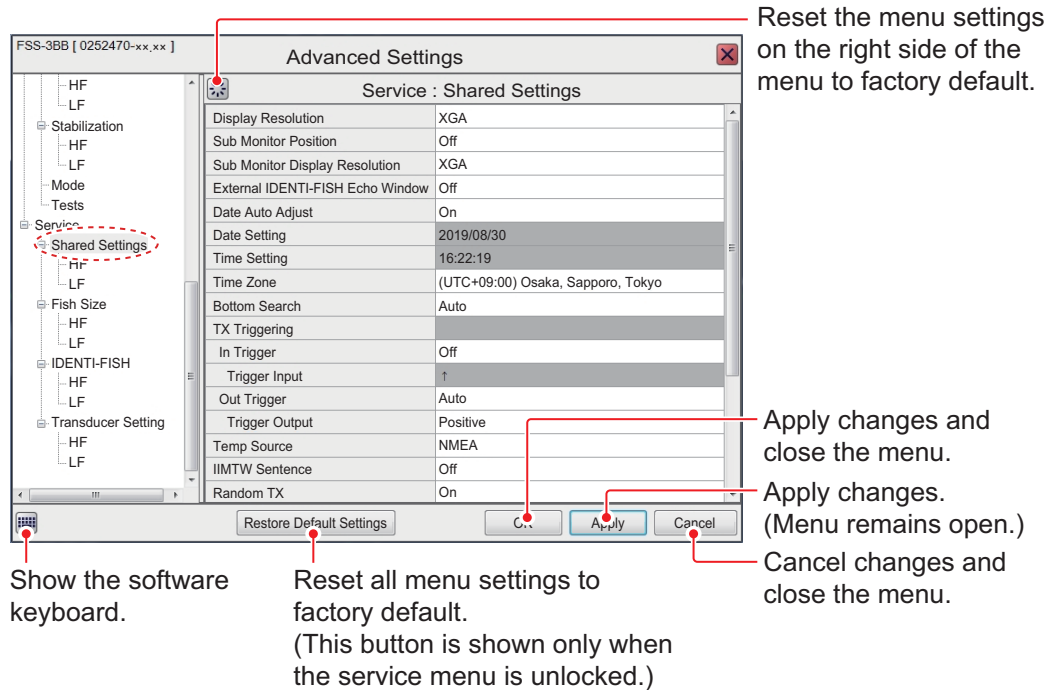 Reset the menu settings
on the right side of the
menu to factory default.
FSS-3BB [ 0252470-××.×× ]
Advanced Settings
HF
LF
Stabilization
HF
LF
Mode
Tests
Service
Shared Settings
HF
LF
Fish Size
HF
LF
IDENTI-FISH
HF
LF
Transducer Setting
HF
LF
Service : Shared Settings
Display Resolution XGA
Sub Monitor Position Off
Sub Monitor Display Resolution XGA
External IDENTI-FISH Echo Window Off
Date Auto Adjust On
Date Setting 2019/08/30
Time Setting 16:22:19
Time Zone (UTC+09:00) Osaka, Sapporo, Tokyo
Bottom Search Auto
TX Triggering
In Trigger Off
Trigger Input ↑
Out Trigger Auto
Trigger Output Positive
Temp Source NMEA
IIMTW Sentence Off
Random TX On
Restore Default Settings OK Apply Cancel
Apply changes and
close the menu.
Apply changes.
(Menu remains open.)
Cancel changes and
close the menu.
Show the software
keyboard.
Reset all menu settings to
factory default.
(This button is shown only when
the service menu is unlocked.)